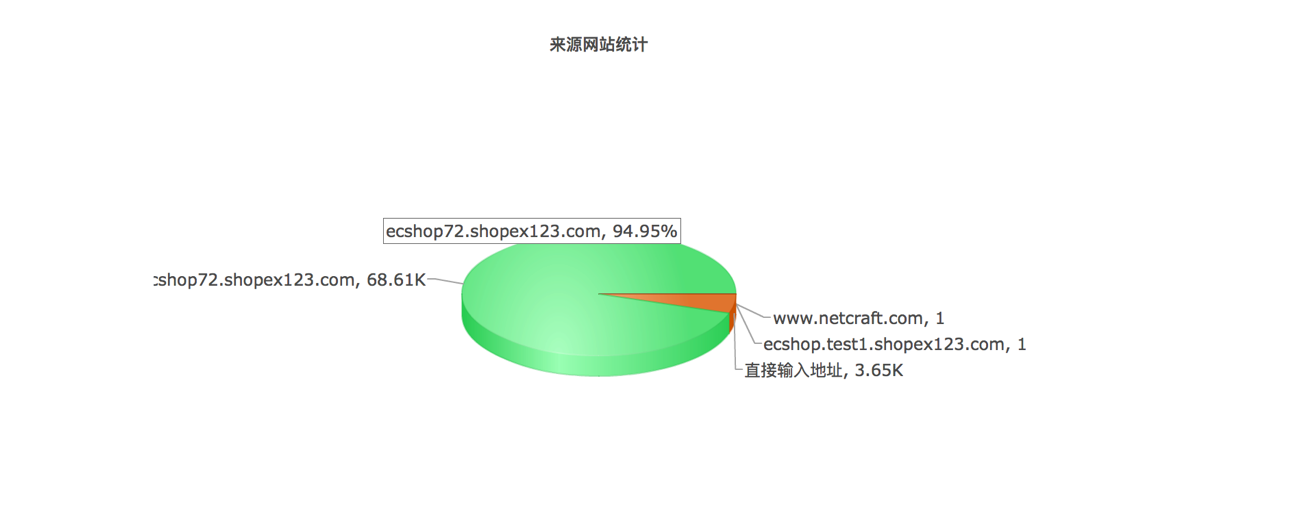 来源网站统计
ecshop72.shopex123.com, 94.95%
cshop72.shopex123.com, 68.61K
www.netcraft.com, 1
ecshop.test1.shopex123.com, 1
直接输入地址, 3.65K